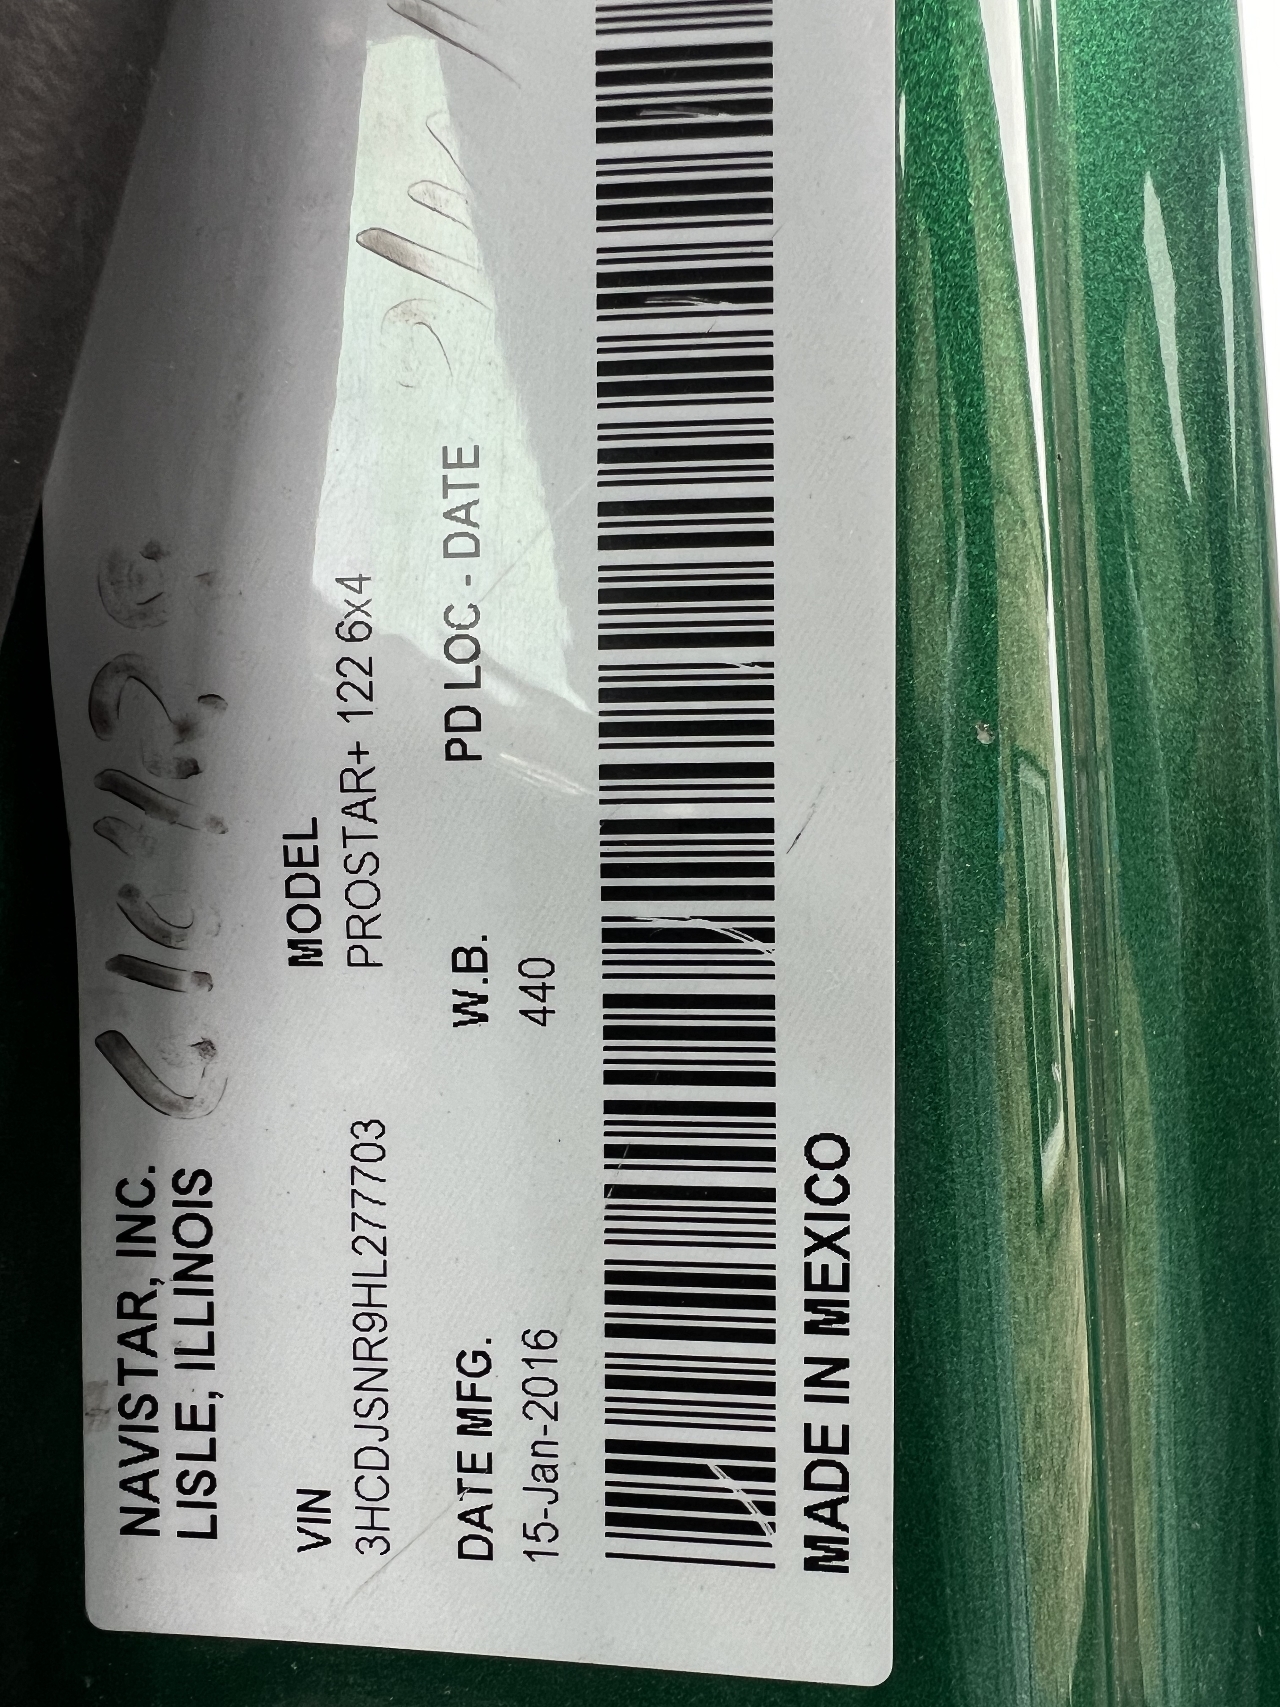 NAVISTAR, INC.
LISLE, ILLINOIS
VIN MODEL
3HCDJSNR9HL27703 PROSTAR+ 122 6x4
DATE MFG. W.B. PD LOC - DATE
15-Jan-2016 440
MADE IN MEXICO